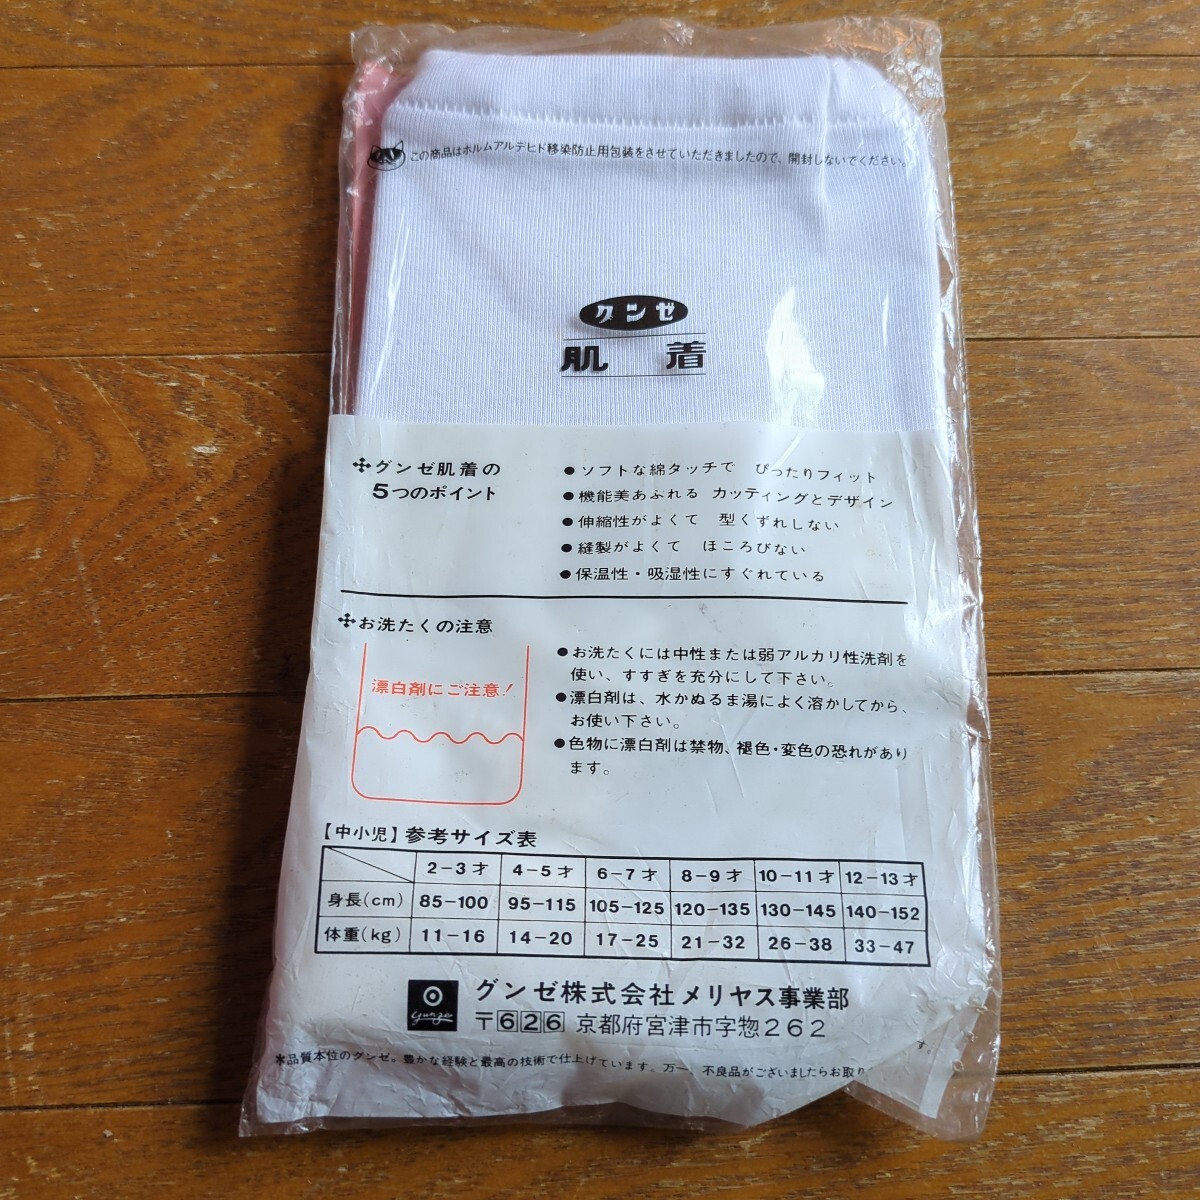 この商品はホルムアルデヒド移染防止用包装をさせていただきましたので、開封しないでください。
グンゼ
肌着
グンゼ肌着の
5つのポイント
●ソフトな綿タッチで ぴったりフィット
●機能美あふれる カッティングとデザイン
●伸縮性がよくて 型くずれしない
●縫製がよくて ほころびない
●保温性・吸湿性にすぐれている
お洗たくの注意
漂白剤にご注意!
●お洗たくには中性または弱アルカリ性洗剤を
使い、すすぎを充分にして下さい。
●漂白剤は、水かぬるま湯によく溶かしてから、
お使い下さい。
●色物に漂白剤は禁物、褪色・変色の恐れがあり
ます。
【中小児】参考サイズ表
2-3才 4-5才 6-7才 8-9才 10-11才 12-13才
身長(cm) 85-100 95-115 105-125 120-135 130-145 140-152
体重(kg) 11-16 14-20 17-25 21-32 26-38 33-47
gunze
グンゼ株式会社メリヤス事業部
〒626 京都府宮津市字惣262
*品質本位のグンゼ。豊かな経験と最高の技術で仕上げています。万一、不良品がございましたらお取り
す。